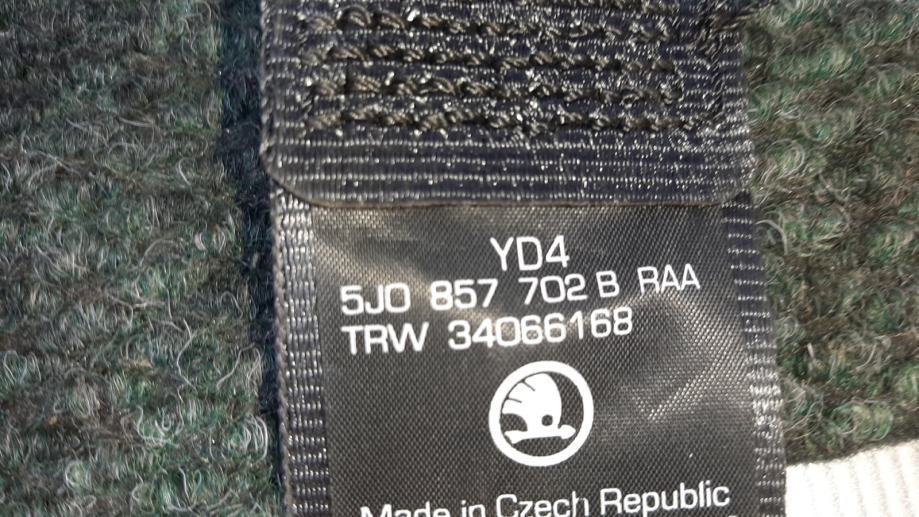 YD4
5J0 857 702 B RAA
TRW 34066168
Made in Czech Republic